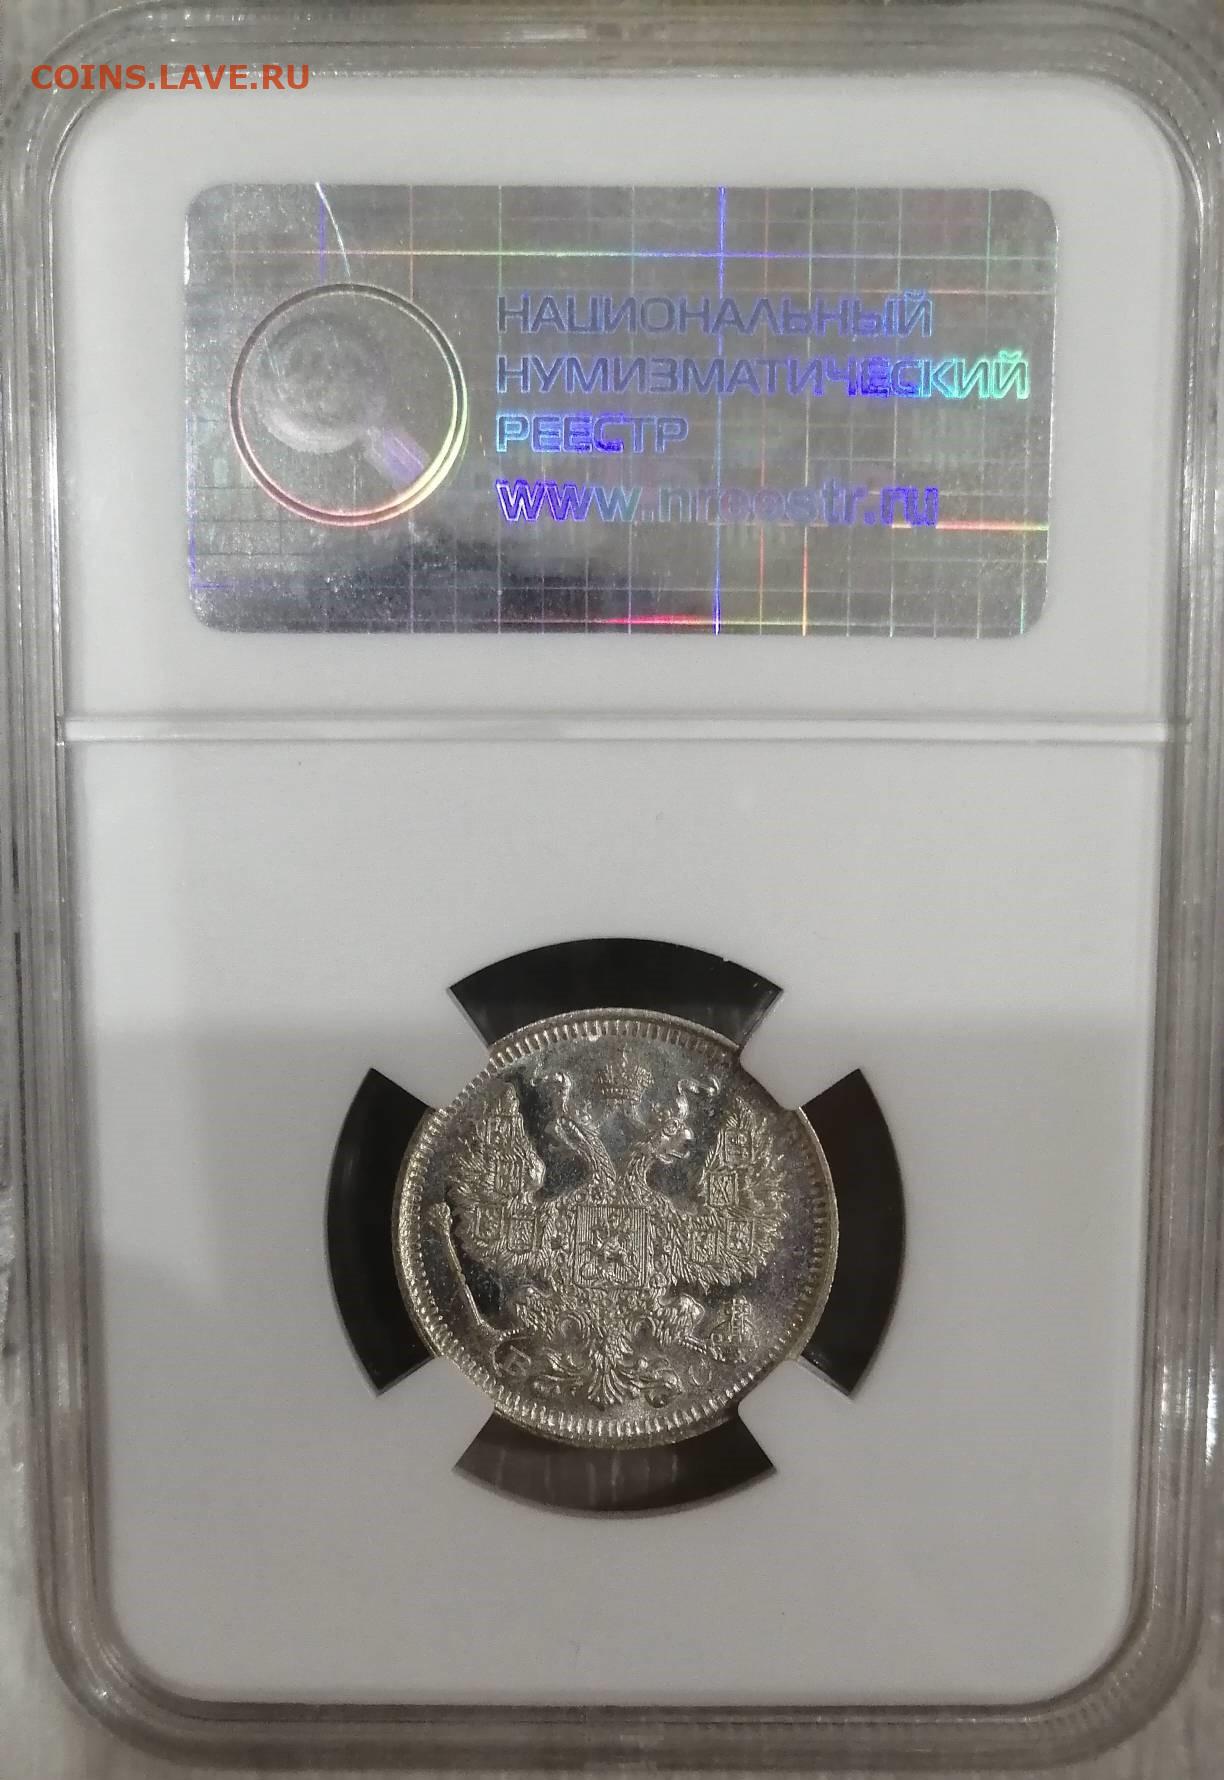 COINS.LAVE.RU
НАЦИОНАЛЬНЫЙ
НУМИЗМАТИЧЕСКИЙ
РЕЕСТР
www.nreestr.ru
В С